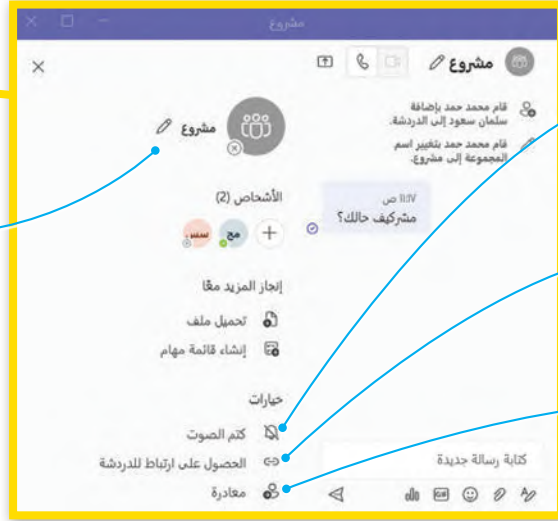 مشروع
مشروع
قام محمد حمد بإضافة
سلمان سعود إلى الدردشة.
قام محمد حمد بتغيير اسم
المجموعة إلى مشروع.
11:17 ص
مشركيف حالك؟
كتابة رسالة جديدة
GIF
مشروع
الأشخاص (2)
مح
سس
إنجاز المزيد معًا
تحميل ملف
إنشاء قائمة مهام
خيارات
كتم الصوت
الحصول على ارتباط للدردشة
مغادرة